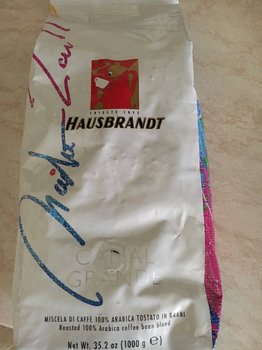 TRIESTE 1892
HAUSBRANDT
CANAL
GRANDE
MISCELA DI CAFFÈ 100% ARABICA TOSTATO IN GRANI
Roasted 100% Arabica coffee bean blend
Net Wt. 35.2 oz (1000 g ℮)